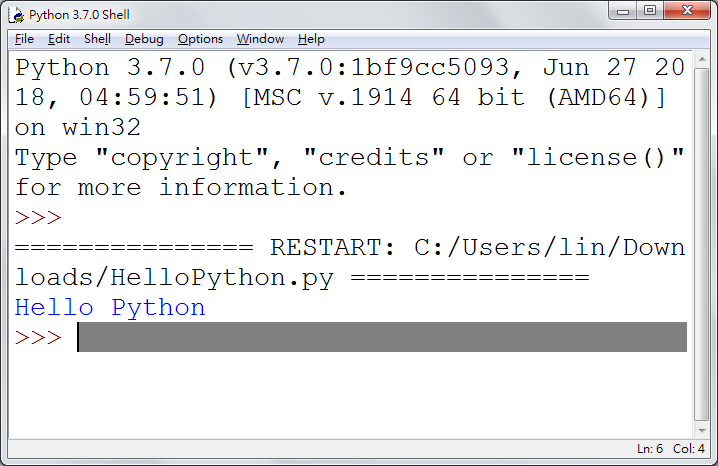 Python 3.7.0 Shell
File Edit Shell Debug Options Window Help
Python 3.7.0 (v3.7.0:1bf9cc5093, Jun 27 20
18, 04:59:51) [MSC v.1914 64 bit (AMD64)]
on win32
Type "copyright", "credits" or "license()"
for more information.
>>>
=============== RESTART: C:/Users/lin/Down
loads/HelloPython.py ===============
Hello Python
>>>
Ln: 6 Col: 4